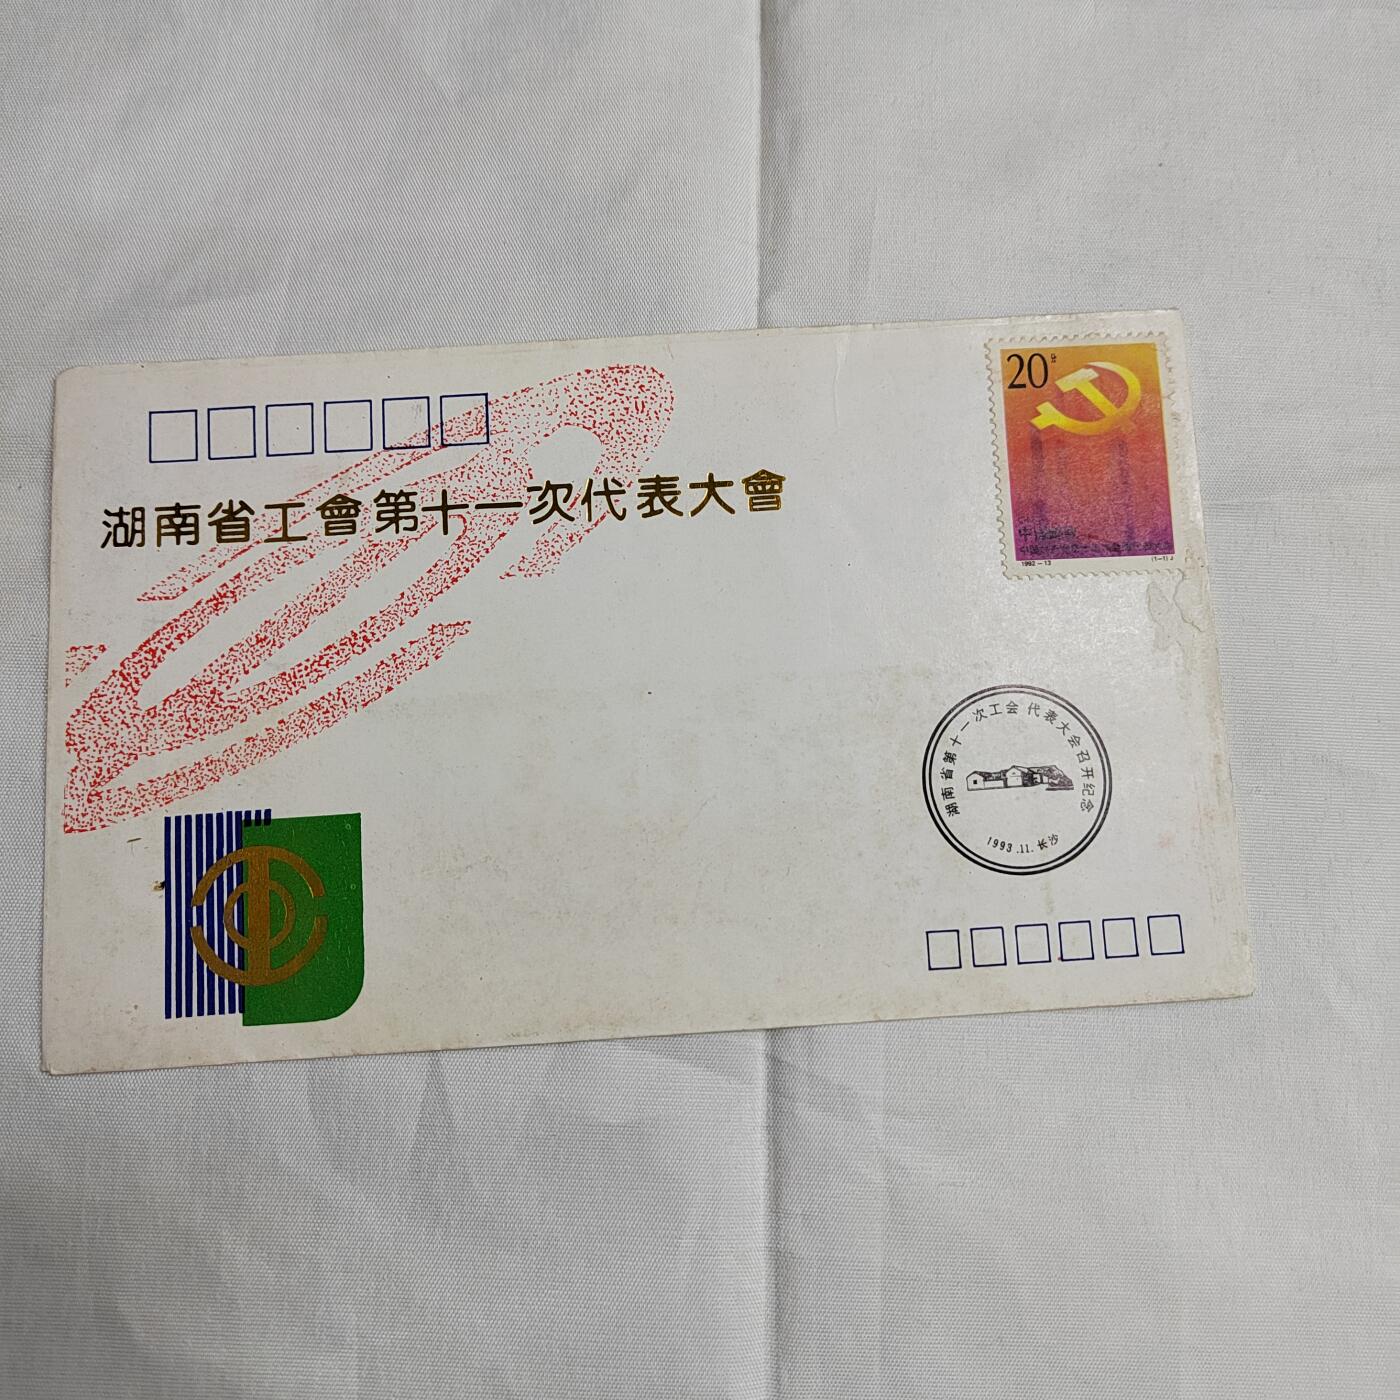 湖南省工會第十一次代表大會
20分
1992-13
(1-1)J
湖南省第十一次工会代表大会召开纪念
1993.11.长沙